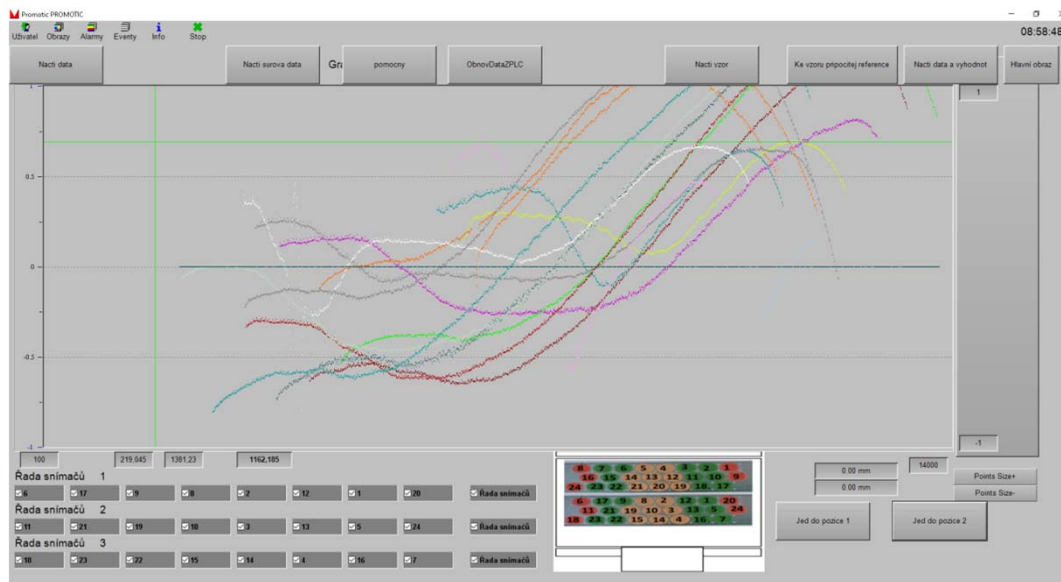 Promotic PROMOTIC
Uživatel Obrazy Alarmy Eventy Info Stop
08:58:48
Nacti data Nacti surova data Gra pomocny ObnovDataZPLC Nacti vzor Ke vzoru pripocitej reference Nacti data a vyhodnot Hlavní obraz
1 1
0.5
0
-0.5
-1 -1
100 219,045 1381,23 1162,185 14000
Řada snímačů 1
6 17 9 8 2 12 1 20 Řada snímačů
Řada snímačů 2
11 21 19 10 3 13 5 24 Řada snímačů
Řada snímačů 3
18 23 22 15 14 4 16 7 Řada snímačů
8 7 6 5 4 3 2 1
16 15 14 13 12 11 10 9
24 23 22 21 20 19 18 17
6 17 9 8 2 12 1 20
11 21 19 10 3 13 5 24
18 23 22 15 14 4 16 7
0.00 mm
0.00 mm
Points Size+
Points Size-
Jed do pozice 1 Jed do pozice 2